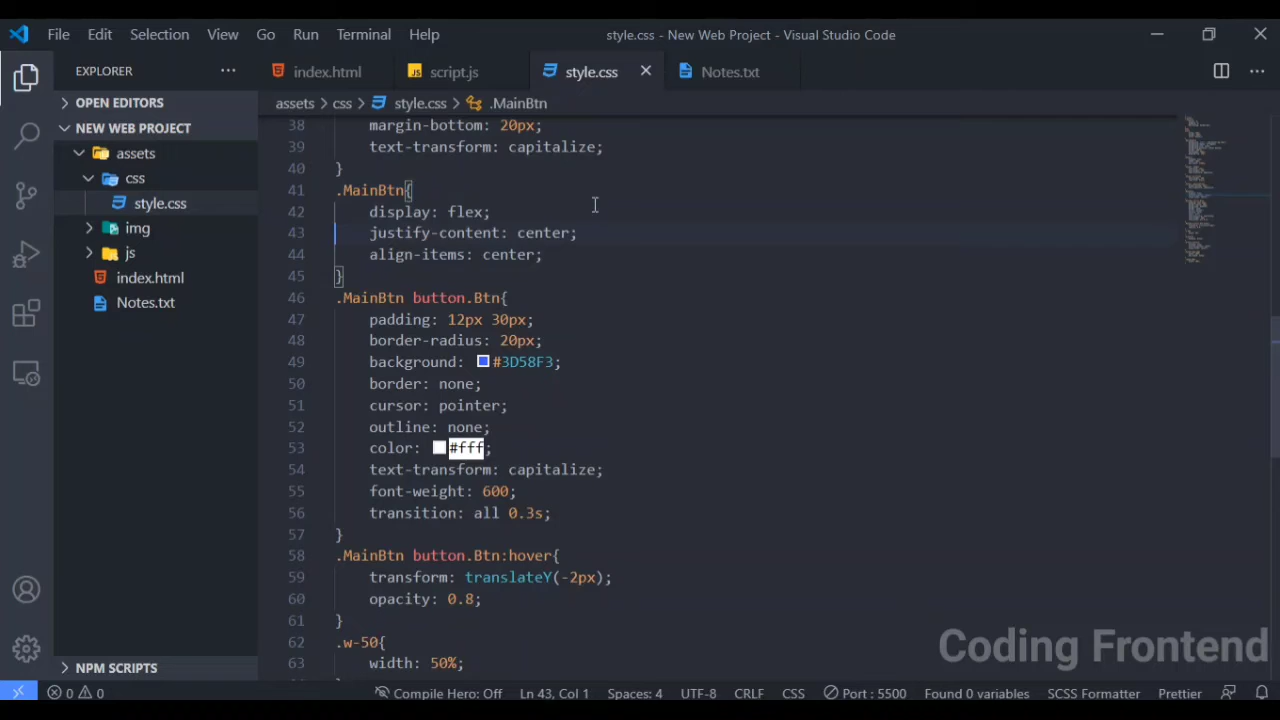 File Edit Selection View Go Run Terminal Help style.css - New Web Project - Visual Studio Code
EXPLORER
index.html
script.js
style.css
Notes.txt
OPEN EDITORS
NEW WEB PROJECT
assets
css
style.css
img
js
index.html
Notes.txt
NPM SCRIPTS
assets > css > style.css > .MainBtn
38 margin-bottom: 20px;
39 text-transform: capitalize;
40 }
41 .MainBtn{
42 display: flex;
43 justify-content: center;
44 align-items: center;
45 }
46 .MainBtn button.Btn{
47 padding: 12px 30px;
48 border-radius: 20px;
49 background: #3D58F3;
50 border: none;
51 cursor: pointer;
52 outline: none;
53 color: #fff;
54 text-transform: capitalize;
55 font-weight: 600;
56 transition: all 0.3s;
57 }
58 .MainBtn button.Btn:hover{
59 transform: translateY(-2px);
60 opacity: 0.8;
61 }
62 .w-50{
63 width: 50%;
Coding Frontend
0 0 Compile Hero: Off Ln 43, Col 1 Spaces: 4 UTF-8 CRLF CSS Port : 5500 Found 0 variables SCSS Formatter Prettier